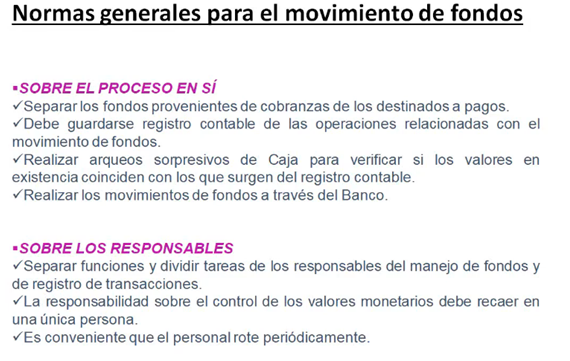 Normas generales para el movimiento de fondos
▪SOBRE EL PROCESO EN SÍ
✓Separar los fondos provenientes de cobranzas de los destinados a pagos.
✓Debe guardarse registro contable de las operaciones relacionadas con el
movimiento de fondos.
✓Realizar arqueos sorpresivos de Caja para verificar si los valores en
existencia coinciden con los que surgen del registro contable.
✓Realizar los movimientos de fondos a través del Banco.
▪SOBRE LOS RESPONSABLES
✓Separar funciones y dividir tareas de los responsables del manejo de fondos y
de registro de transacciones.
✓La responsabilidad sobre el control de los valores monetarios debe recaer en
una única persona.
✓Es conveniente que el personal rote periódicamente.